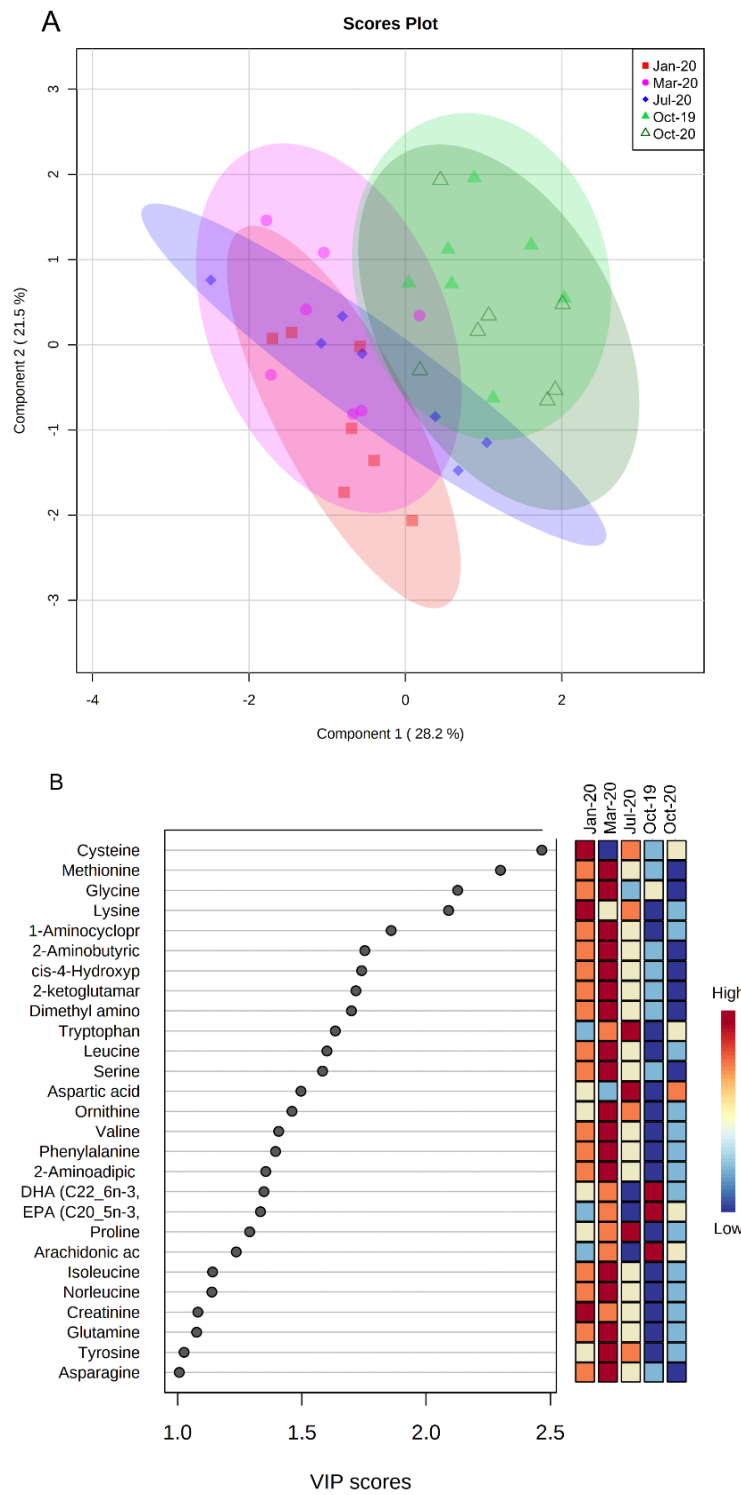 A
Scores Plot
Jan-20
Mar-20
Jul-20
Oct-19
Oct-20
Component 2 ( 21.5 %)
3
2
1
0
-1
-2
-3
-4
-2
0
2
Component 1 ( 28.2 %)
B
Jan-20
Mar-20
Jul-20
Oct-19
Oct-20
Cysteine
Methionine
Glycine
Lysine
1-Aminocyclopr
2-Aminobutyric
cis-4-Hydroxyp
2-ketoglutamar
Dimethyl amino
Tryptophan
Leucine
Serine
Aspartic acid
Ornithine
Valine
Phenylalanine
2-Aminoadipic
DHA (C22_6n-3,
EPA (C20_5n-3,
Proline
Arachidonic ac
Isoleucine
Norleucine
Creatinine
Glutamine
Tyrosine
Asparagine
High
Low
1.0
1.5
2.0
2.5
VIP scores